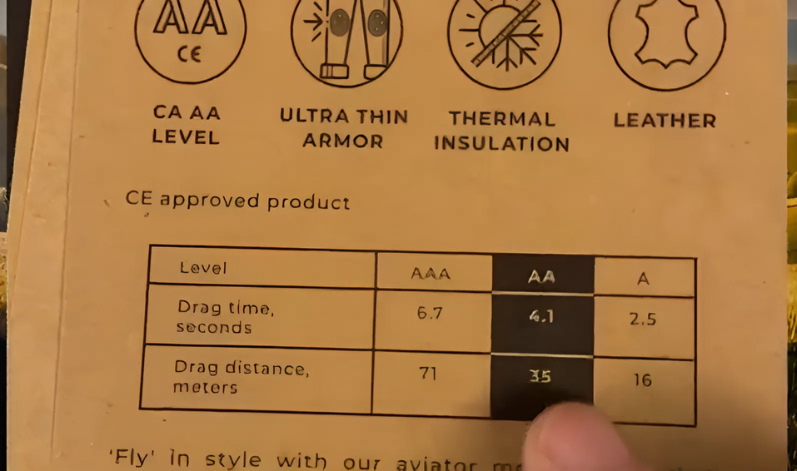 AA
CE
CA AA
LEVEL
ULTRA THIN
ARMOR
THERMAL
INSULATION
LEATHER
CE approved product
Level AAA AA A
Drag time,
seconds 6.7 4.1 2.5
Drag distance,
meters 71 35 16
'Fly' in style with our aviator